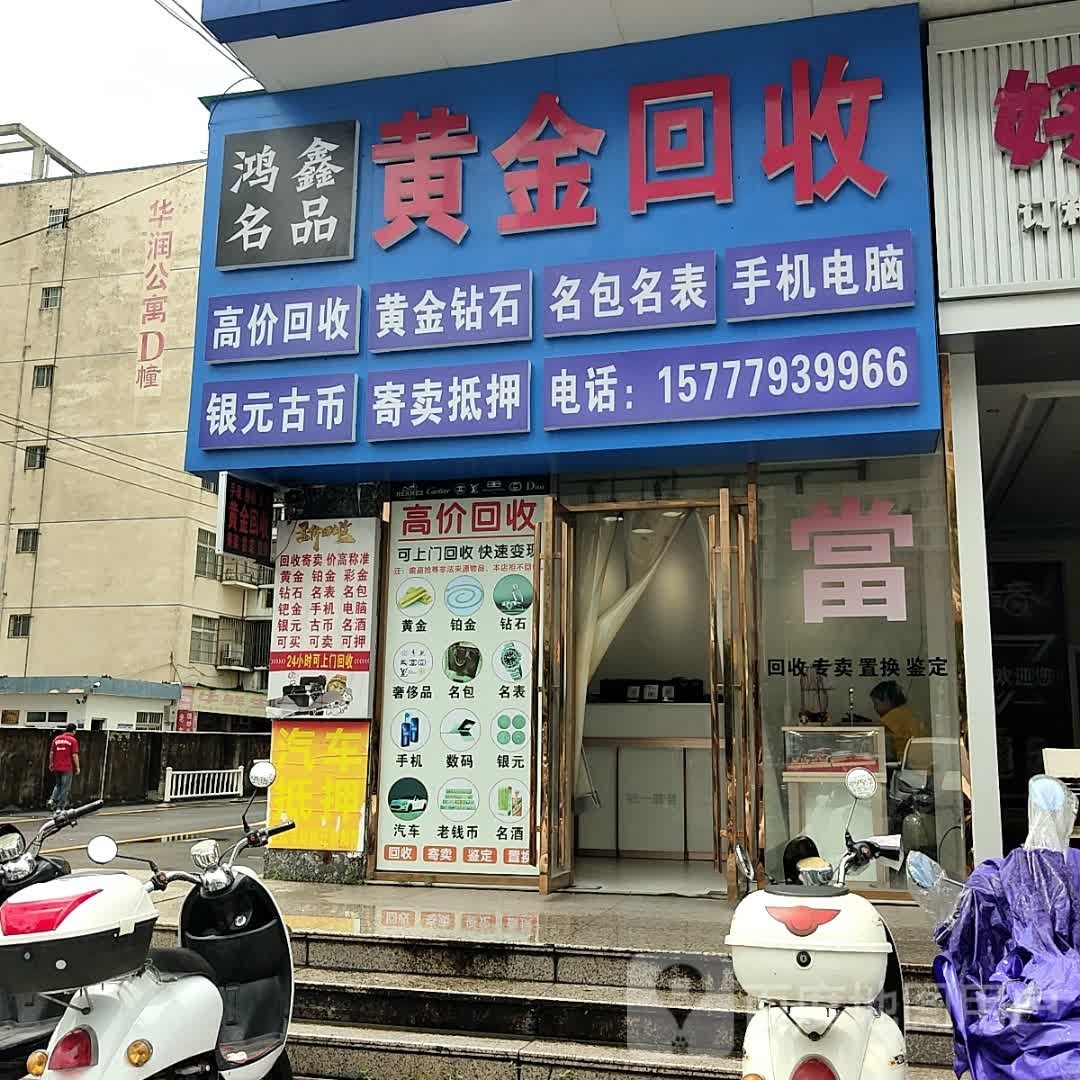 鸿鑫
名品
黄金回收
高价回收
黄金钻石
名包名表
手机电脑
银元古币
寄卖抵押
电话：15777939966
华润公寓D幢
好
订
黄金回收
回收寄卖 价高称准
黄金 铂金 彩金
钻石 名表 名包
钯金 手机 电脑
银元 古币 名酒
可买 可卖 可押
24小时可上门回收
汽车
抵押
HERMES Cartier
高价回收
可上门回收 快速变现
黄金 铂金 钻石
奢侈品 名包 名表
手机 数码 银元
汽车 老钱币 名酒
回收 寄卖 鉴定 置换
當
回收 专卖 置换 鉴定